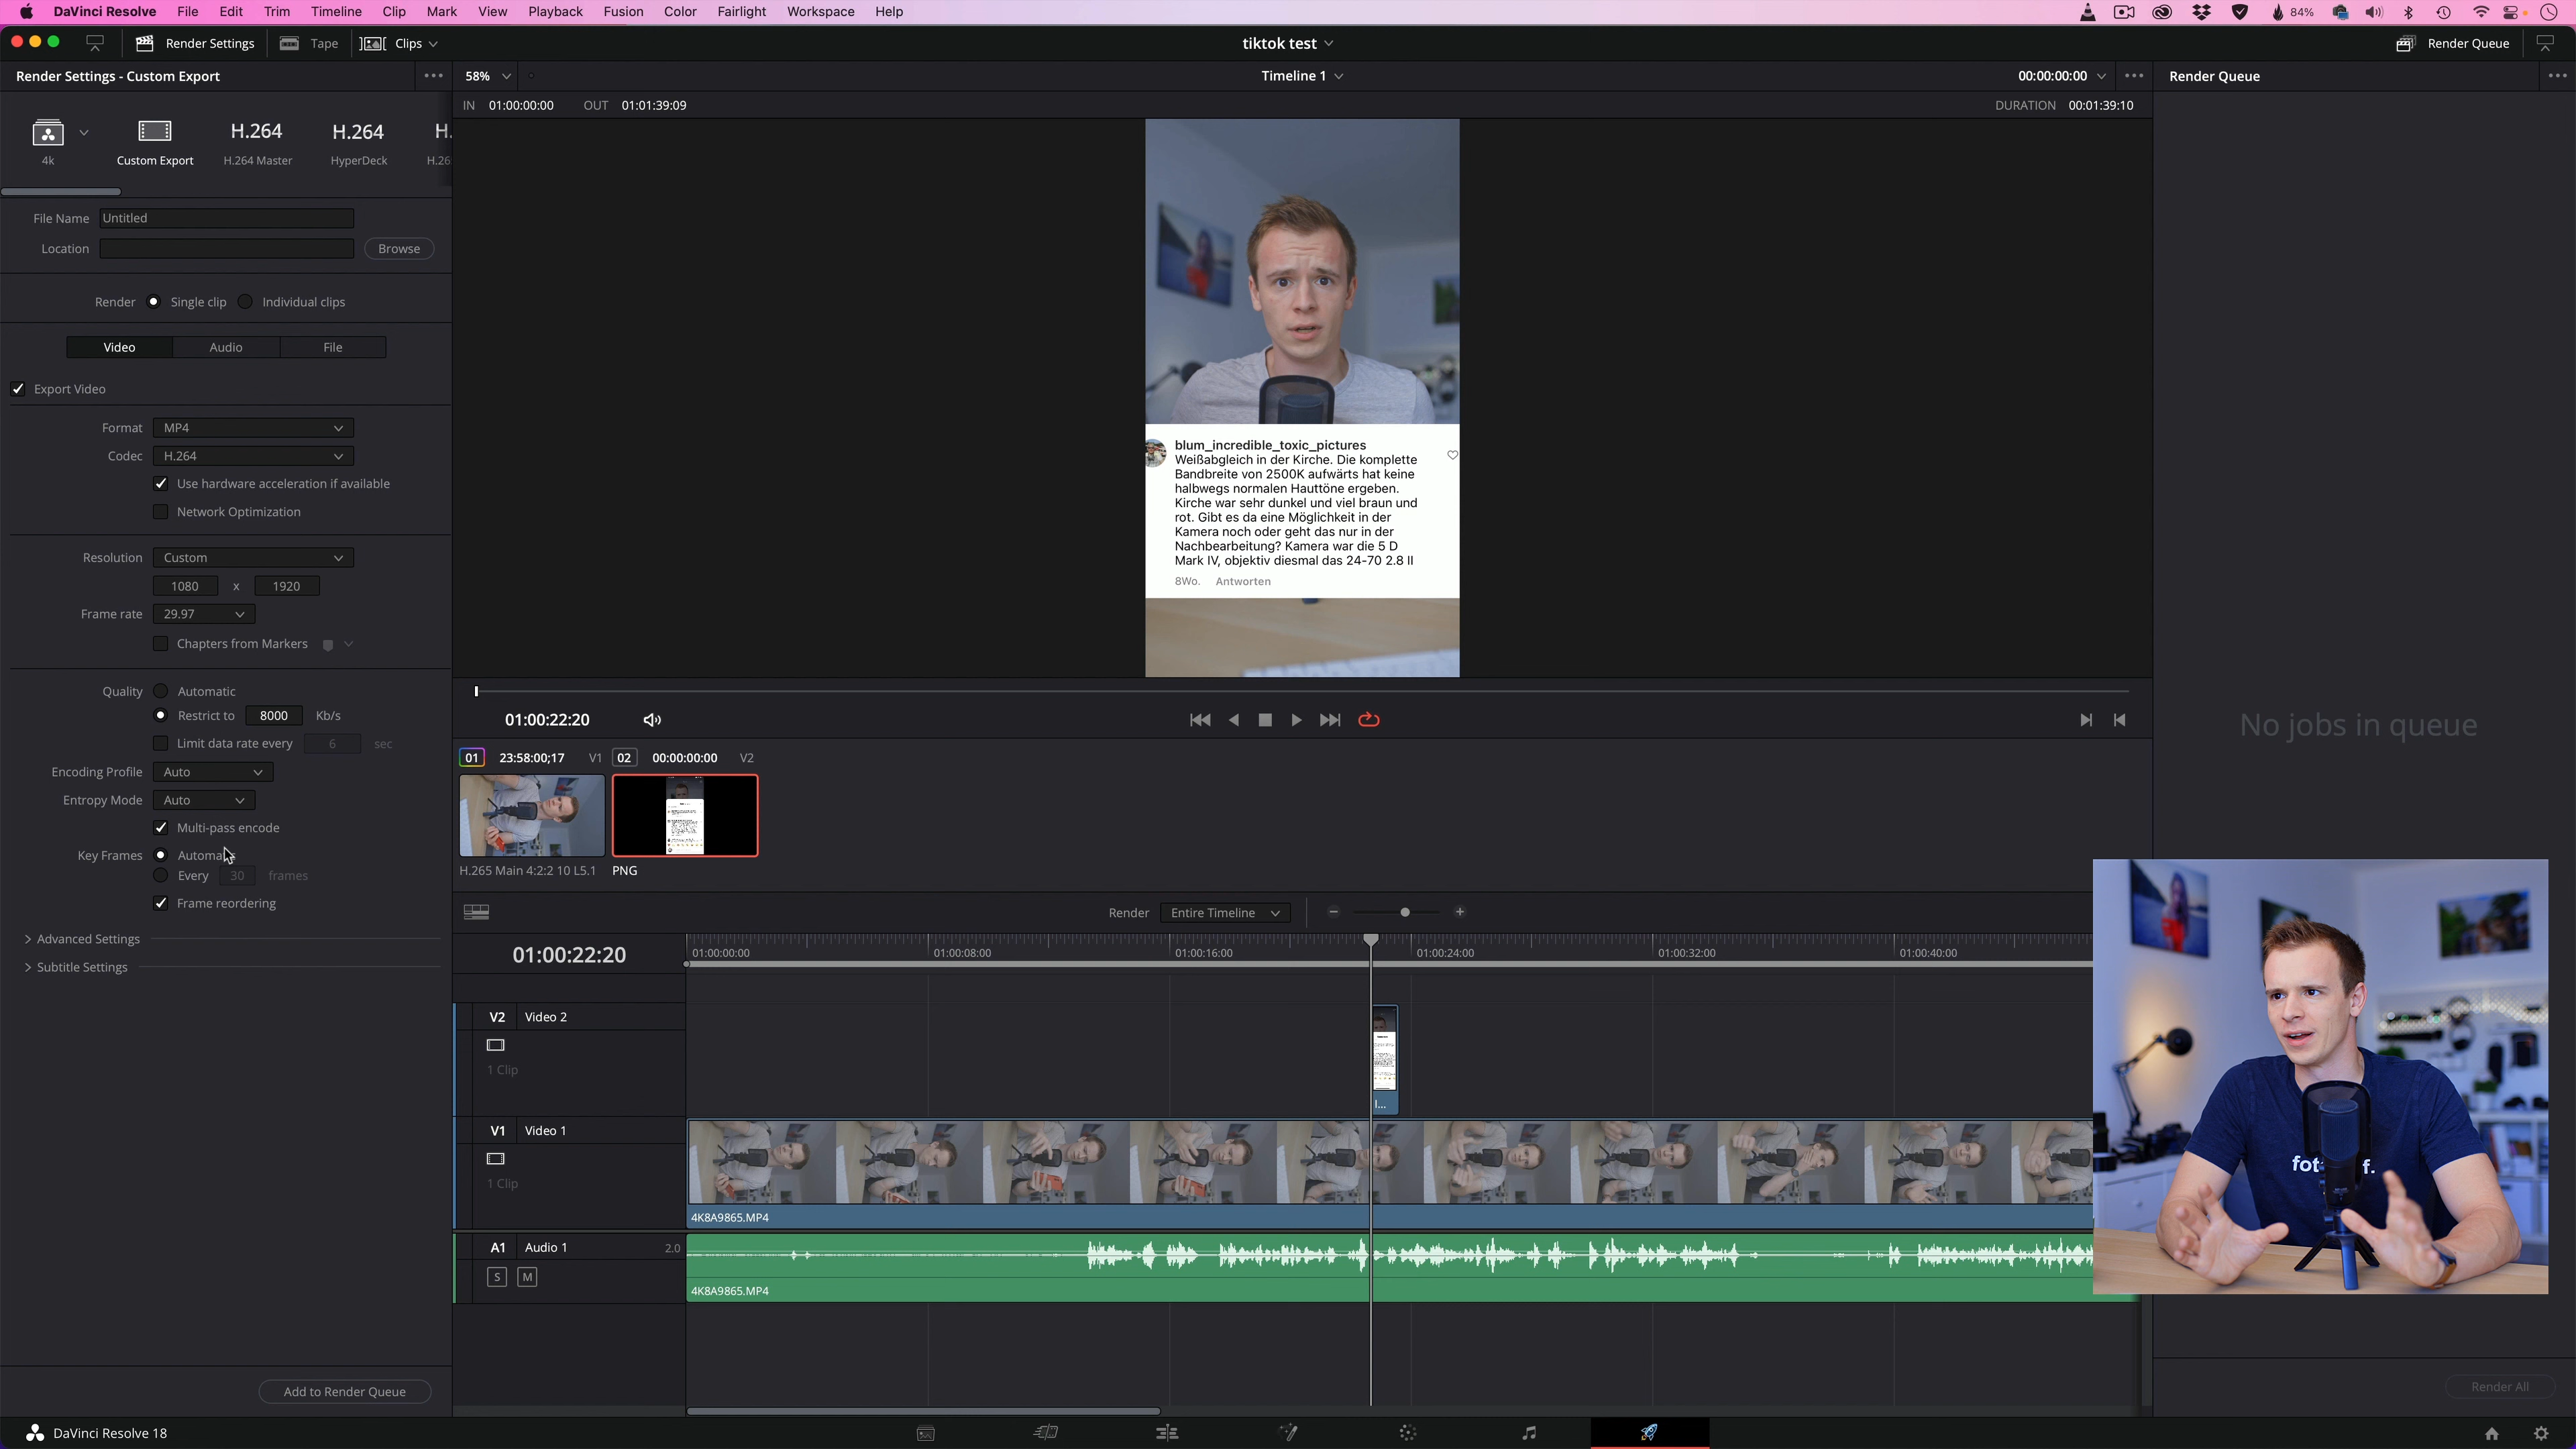 DaVinci Resolve File Edit Trim Timeline Clip Mark View Playback Fusion Color Fairlight Workspace Help 84%
Render Settings Tape Clips tiktok test Render Queue
Render Settings - Custom Export 58% Timeline 1 00:00:00:00 Render Queue
IN 01:00:00:00 OUT 01:01:39:09 DURATION 00:01:39:10
H.264 H.264 H.
4k Custom Export H.264 Master HyperDeck H.26
File Name Untitled
Location Browse
Render Single clip Individual clips
Video Audio File
Export Video
Format MP4
Codec H.264
Use hardware acceleration if available
Network Optimization
Resolution Custom
1080 x 1920
Frame rate 29.97
Chapters from Markers
Quality Automatic
Restrict to 8000 Kb/s
Limit data rate every 6 sec
Encoding Profile Auto
Entropy Mode Auto
Multi-pass encode
Key Frames Automa
Every 30 frames
Frame reordering
Advanced Settings
Subtitle Settings
Add to Render Queue
blum_incredible_toxic_pictures
Weißabgleich in der Kirche. Die komplette
Bandbreite von 2500K aufwärts hat keine
halbwegs normalen Hauttöne ergeben.
Kirche war sehr dunkel und viel braun und
rot. Gibt es da eine Möglichkeit in der
Kamera noch oder geht das nur in der
Nachbearbeitung? Kamera war die 5 D
Mark IV, objektiv diesmal das 24-70 2.8 II
8Wo. Antworten
01:00:22:20
01 23:58:00;17 V1 02 00:00:00:00 V2
H.265 Main 4:2:2 10 L5.1 PNG
Render Entire Timeline
01:00:22:20 01:00:00:00 01:00:08:00 01:00:16:00 01:00:24:00 01:00:32:00 01:00:40:00
V2 Video 2
1 Clip
I...
V1 Video 1
1 Clip
4K8A9865.MP4
A1 Audio 1 2.0
S M
4K8A9865.MP4
No jobs in queue
fot f.
Render All
DaVinci Resolve 18